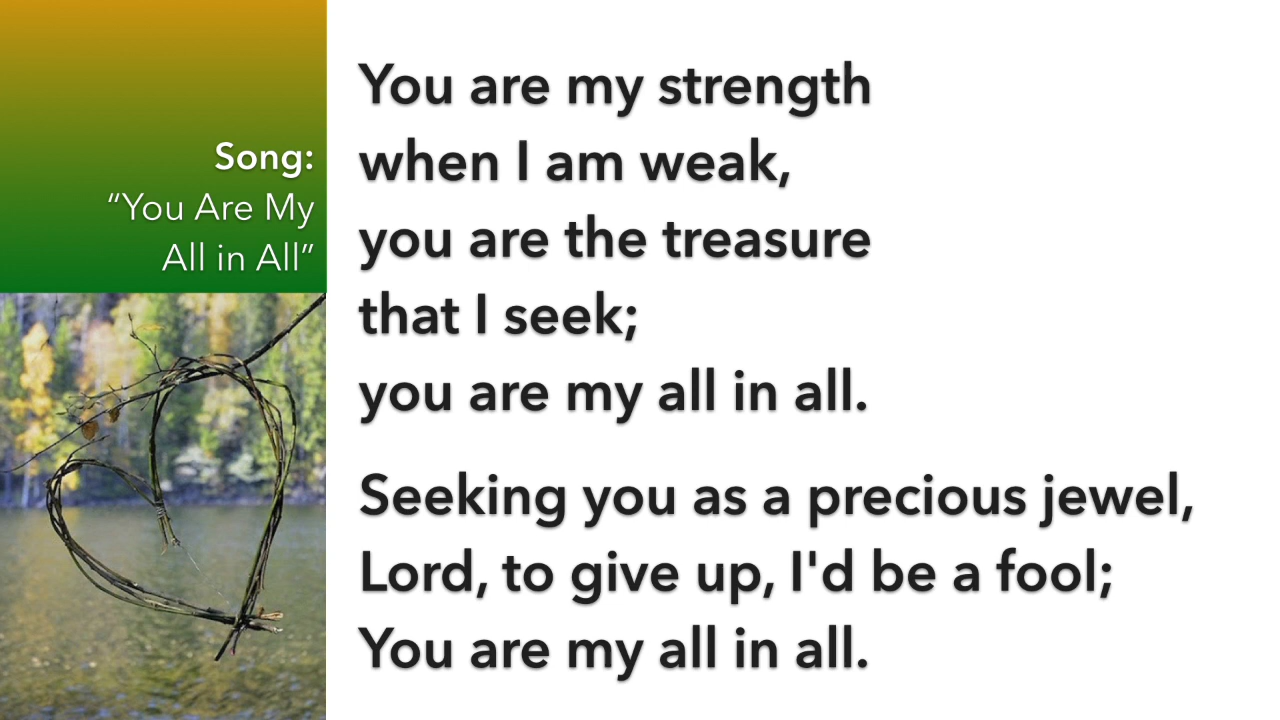 Song:
“You Are My
All in All”
You are my strength
when I am weak,
you are the treasure
that I seek;
you are my all in all.
Seeking you as a precious jewel,
Lord, to give up, I'd be a fool;
You are my all in all.